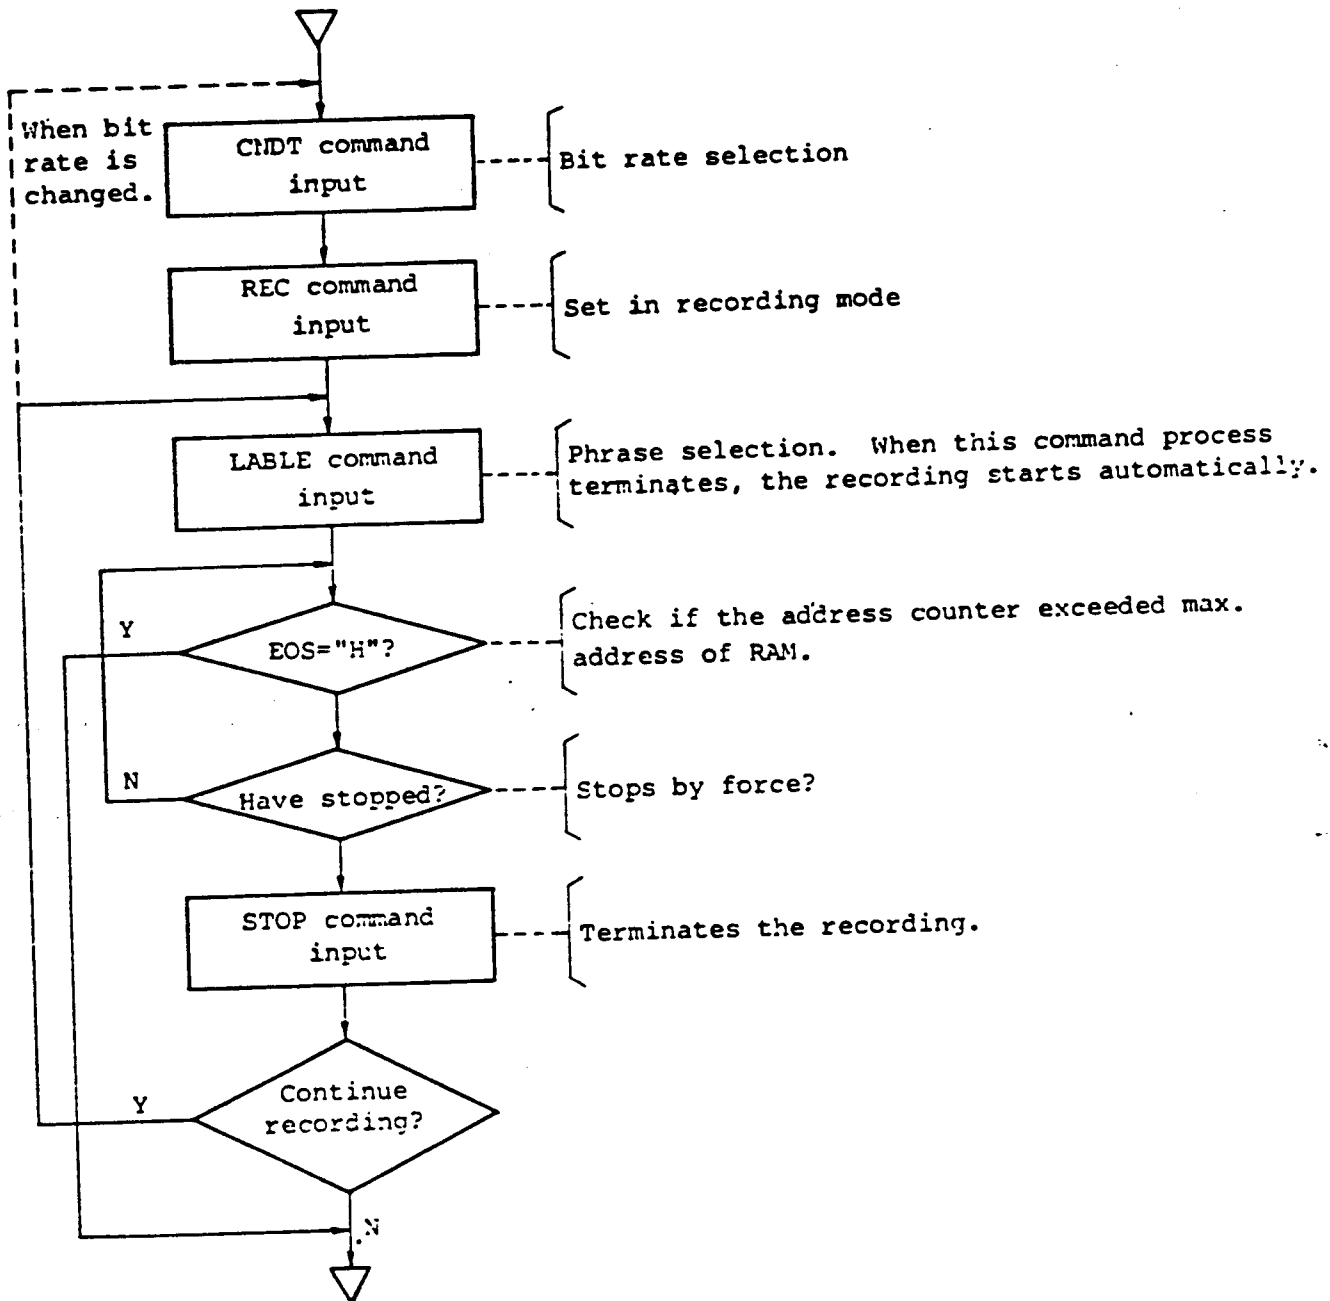 When bit
rate is
changed.
CNDT command
input
Bit rate selection
REC command
input
Set in recording mode
LABLE command
input
Phrase selection. When this command process
terminates, the recording starts automatically.
Y
EOS="H"?
Check if the address counter exceeded max.
address of RAM.
N
Have stopped?
Stops by force?
STOP command
input
Terminates the recording.
Y
Continue
recording?
N